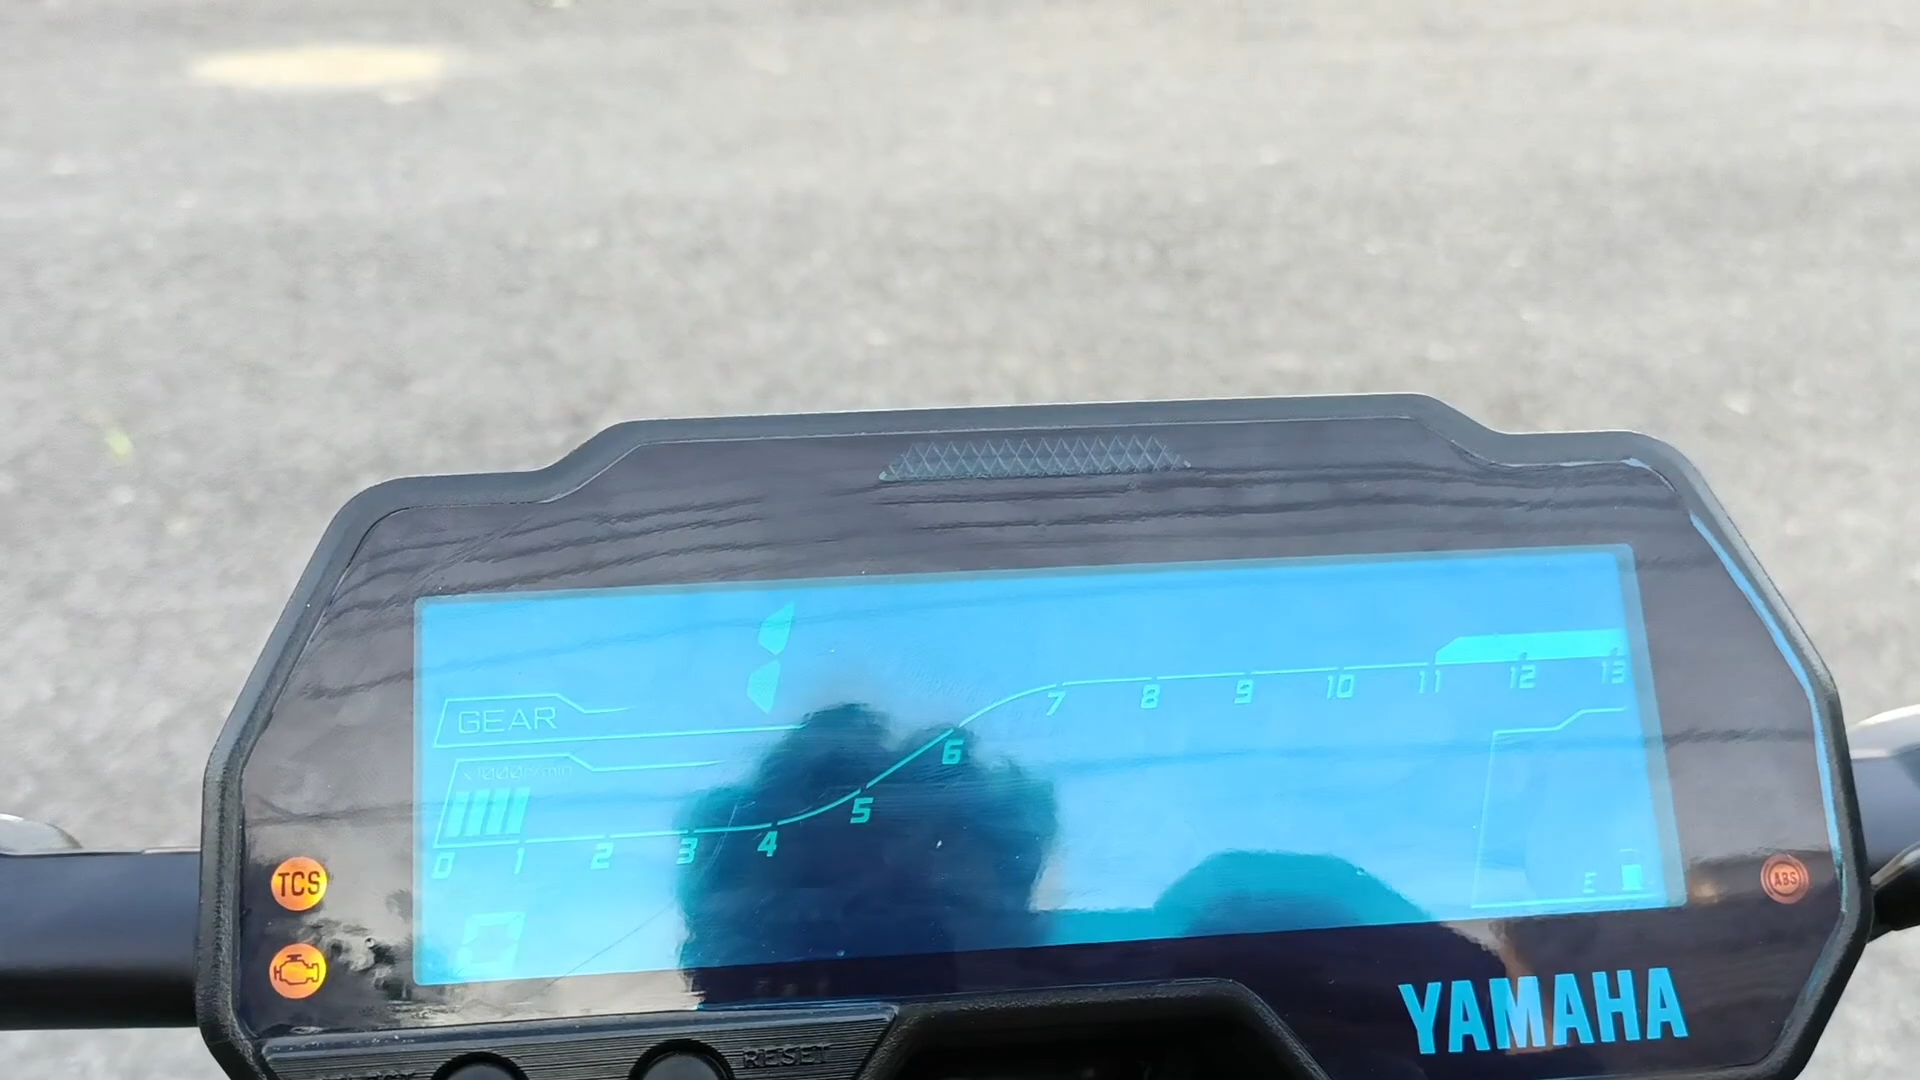 GEAR
x1000r/min
0 1 2 3 4 5 6 7 8 9 10 11 12 13
TCS
E
ABS
YAMAHA
RESET